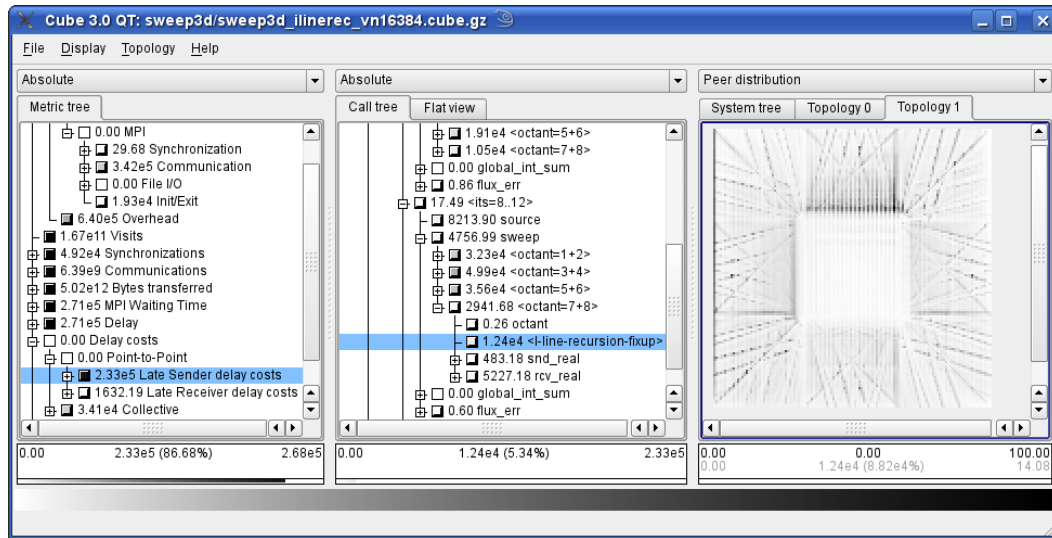 Cube 3.0 QT: sweep3d/sweep3d_ilinerec_vn16384.cube.gz
File Display Topology Help
Absolute
Metric tree
0.00 MPI
29.68 Synchronization
3.42e5 Communication
0.00 File I/O
1.93e4 Init/Exit
6.40e5 Overhead
1.67e11 Visits
4.92e4 Synchronizations
6.39e9 Communications
5.02e12 Bytes transferred
2.71e5 MPI Waiting Time
2.71e5 Delay
0.00 Delay costs
0.00 Point-to-Point
2.33e5 Late Sender delay costs
1632.19 Late Receiver delay costs
3.41e4 Collective
0.00 2.33e5 (86.68%) 2.68e5
Absolute
Call tree Flat view
1.91e4 <octant=5+6>
1.05e4 <octant=7+8>
0.00 global_int_sum
0.86 flux_err
17.49 <its=8..12>
8213.90 source
4756.99 sweep
3.23e4 <octant=1+2>
4.99e4 <octant=3+4>
3.56e4 <octant=5+6>
2941.68 <octant=7+8>
0.26 octant
1.24e4 <l-line-recursion-fixup>
483.18 snd_real
5227.18 rcv_real
0.00 global_int_sum
0.60 flux_err
0.00 1.24e4 (5.34%) 2.33e5
Peer distribution
System tree Topology 0 Topology 1
0.00 0.00 100.00
0.00 1.24e4 (8.82e4%) 14.08